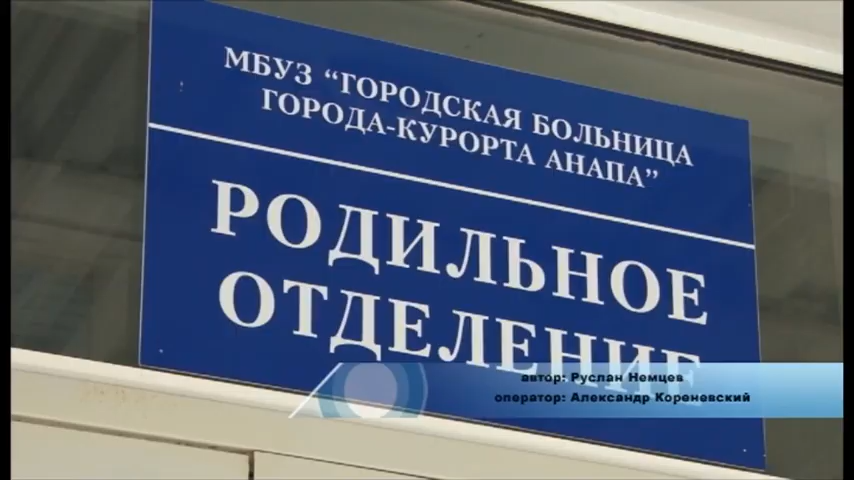 МБУЗ “ГОРОДСКАЯ БОЛЬНИЦА
ГОРОДА-КУРОРТА АНАПА”
РОДИЛЬНОЕ
ОТДЕЛЕНИЕ
автор: Руслан Немцев
оператор: Александр Кореневский